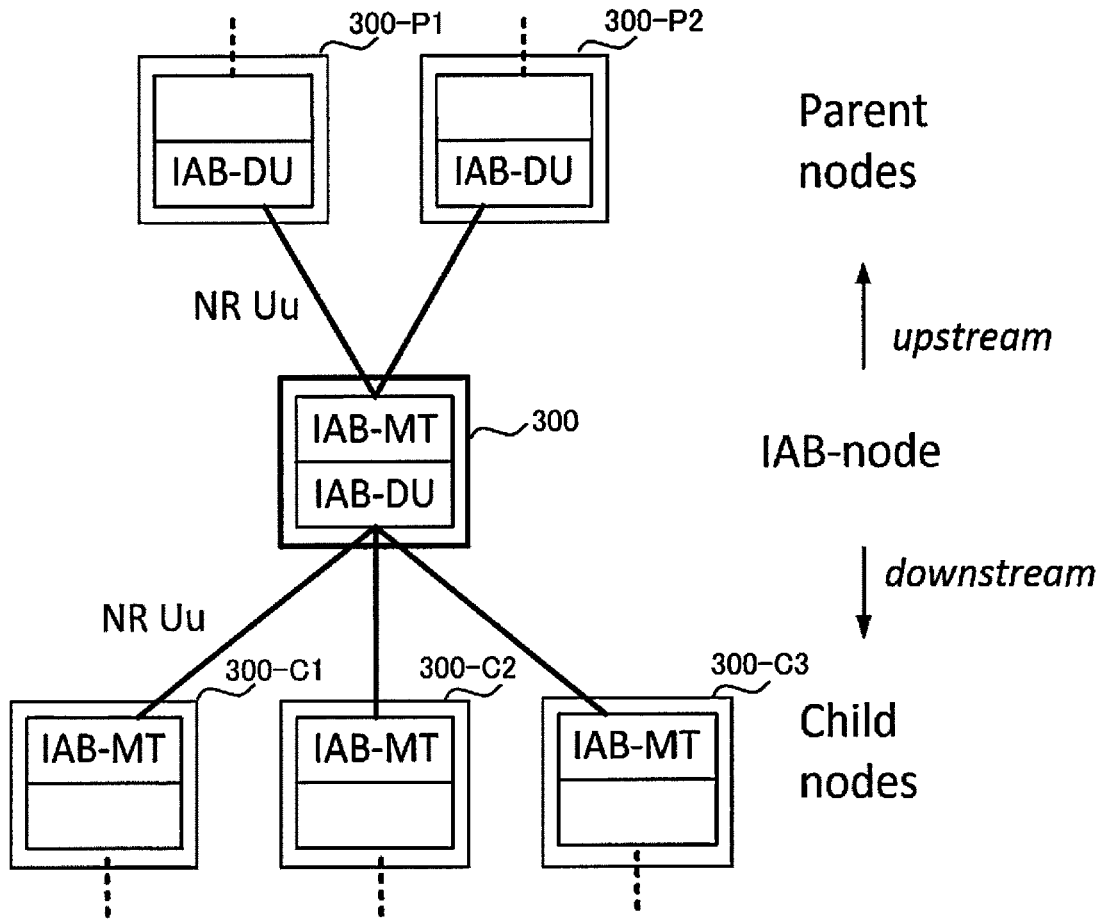 300-P1
300-P2
IAB-DU
IAB-DU
Parent
nodes
NR Uu
upstream
IAB-MT
300
IAB-DU
IAB-node
downstream
NR Uu
300-C1
300-C2
300-C3
IAB-MT
IAB-MT
IAB-MT
Child
nodes